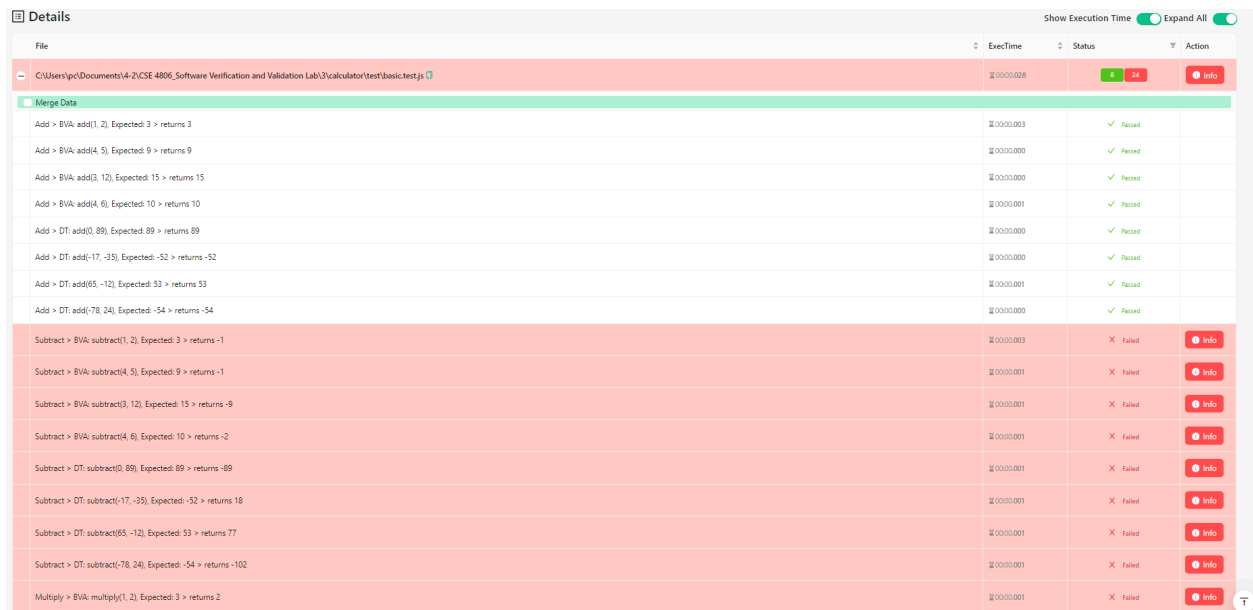 Details
Show Execution Time Expand All
File ExecTime Status Action
C:\Users\pc\Documents\4-2\CSE 4806_Software Verification and Validation Lab\3\calculator\test\basic.test.js 00:00.028 8 24 Info
Merge Data
Add > BVA: add(1, 2), Expected: 3 > returns 3 00:00.003 Passed
Add > BVA: add(4, 5), Expected: 9 > returns 9 00:00.000 Passed
Add > BVA: add(3, 12), Expected: 15 > returns 15 00:00.000 Passed
Add > BVA: add(4, 6), Expected: 10 > returns 10 00:00.001 Passed
Add > DT: add(0, 89), Expected: 89 > returns 89 00:00.000 Passed
Add > DT: add(-17, -35), Expected: -52 > returns -52 00:00.000 Passed
Add > DT: add(65, -12), Expected: 53 > returns 53 00:00.001 Passed
Add > DT: add(-78, 24), Expected: -54 > returns -54 00:00.000 Passed
Subtract > BVA: subtract(1, 2), Expected: 3 > returns -1 00:00.003 Failed Info
Subtract > BVA: subtract(4, 5), Expected: 9 > returns -1 00:00.001 Failed Info
Subtract > BVA: subtract(3, 12), Expected: 15 > returns -9 00:00.001 Failed Info
Subtract > BVA: subtract(4, 6), Expected: 10 > returns -2 00:00.001 Failed Info
Subtract > DT: subtract(0, 89), Expected: 89 > returns -89 00:00.001 Failed Info
Subtract > DT: subtract(-17, -35), Expected: -52 > returns 18 00:00.001 Failed Info
Subtract > DT: subtract(65, -12), Expected: 53 > returns 77 00:00.001 Failed Info
Subtract > DT: subtract(-78, 24), Expected: -54 > returns -102 00:00.001 Failed Info
Multiply > BVA: multiply(1, 2), Expected: 3 > returns 2 00:00.001 Failed Info